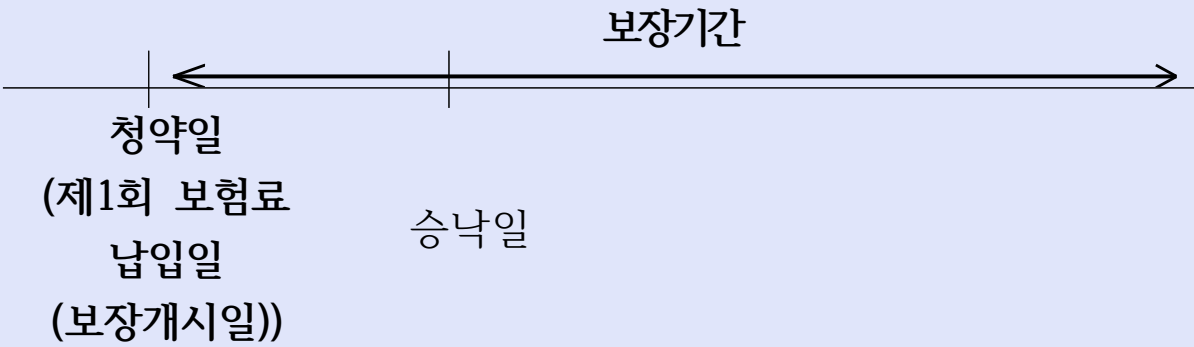 보장기간
청약일
(제1회 보험료
납입일
(보장개시일))
승낙일